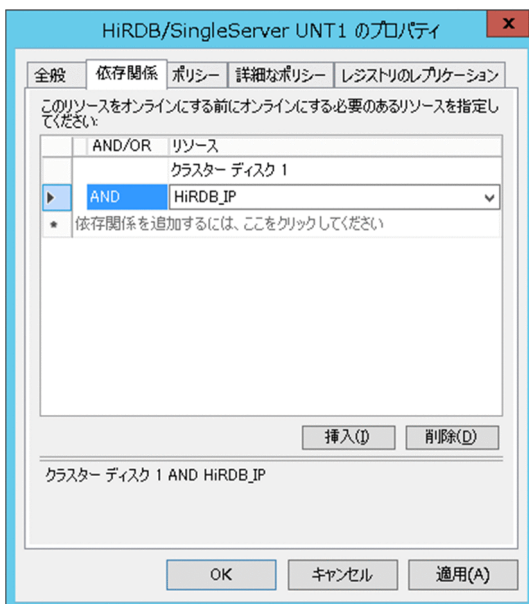 HiRDB/SingleServer UNT1 のプロパティ
x
全般 依存関係 ポリシー 詳細なポリシー レジストリのレプリケーション
このリソースをオンラインにする前にオンラインにする必要のあるリソースを指定し
てください:
AND/OR リソース
クラスター ディスク 1
AND HiRDB_IP
* 依存関係を追加するには、ここをクリックしてください
挿入(I) 削除(D)
クラスター ディスク 1 AND HiRDB_IP
OK キャンセル 適用(A)